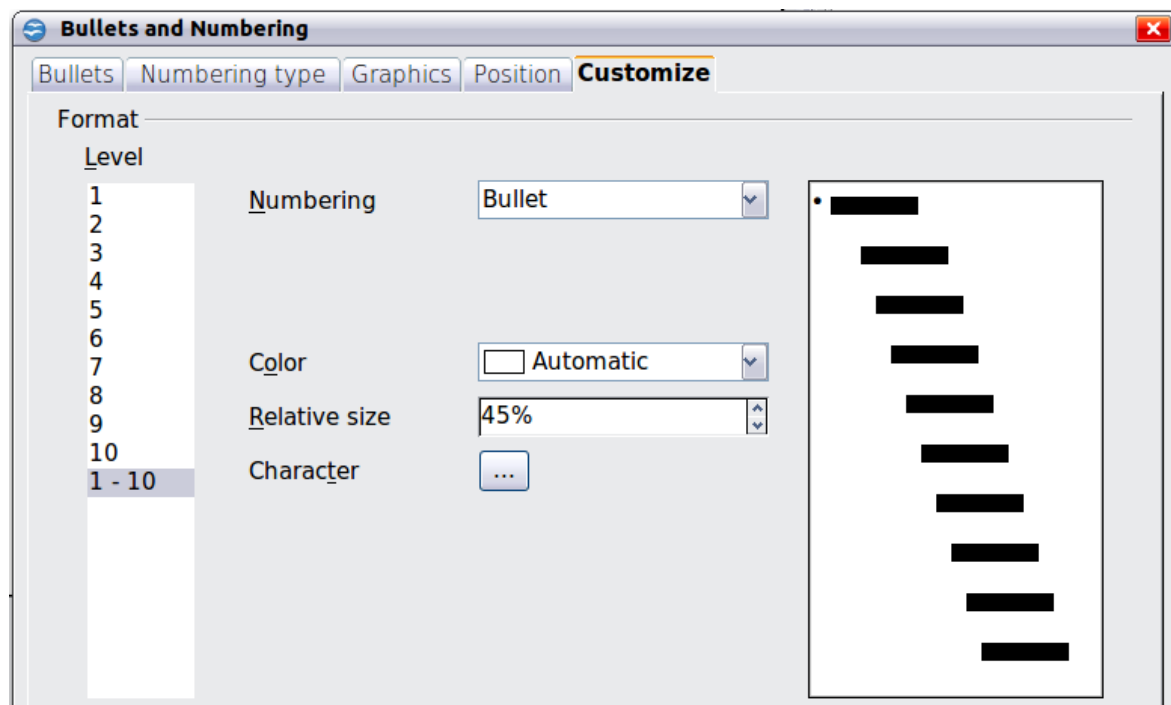 Bullets and Numbering
Bullets Numbering type Graphics Position Customize
Format
Level
1
2
3
4
5
6
7
8
9
10
1 - 10
Numbering Bullet
Color Automatic
Relative size 45%
Character ...